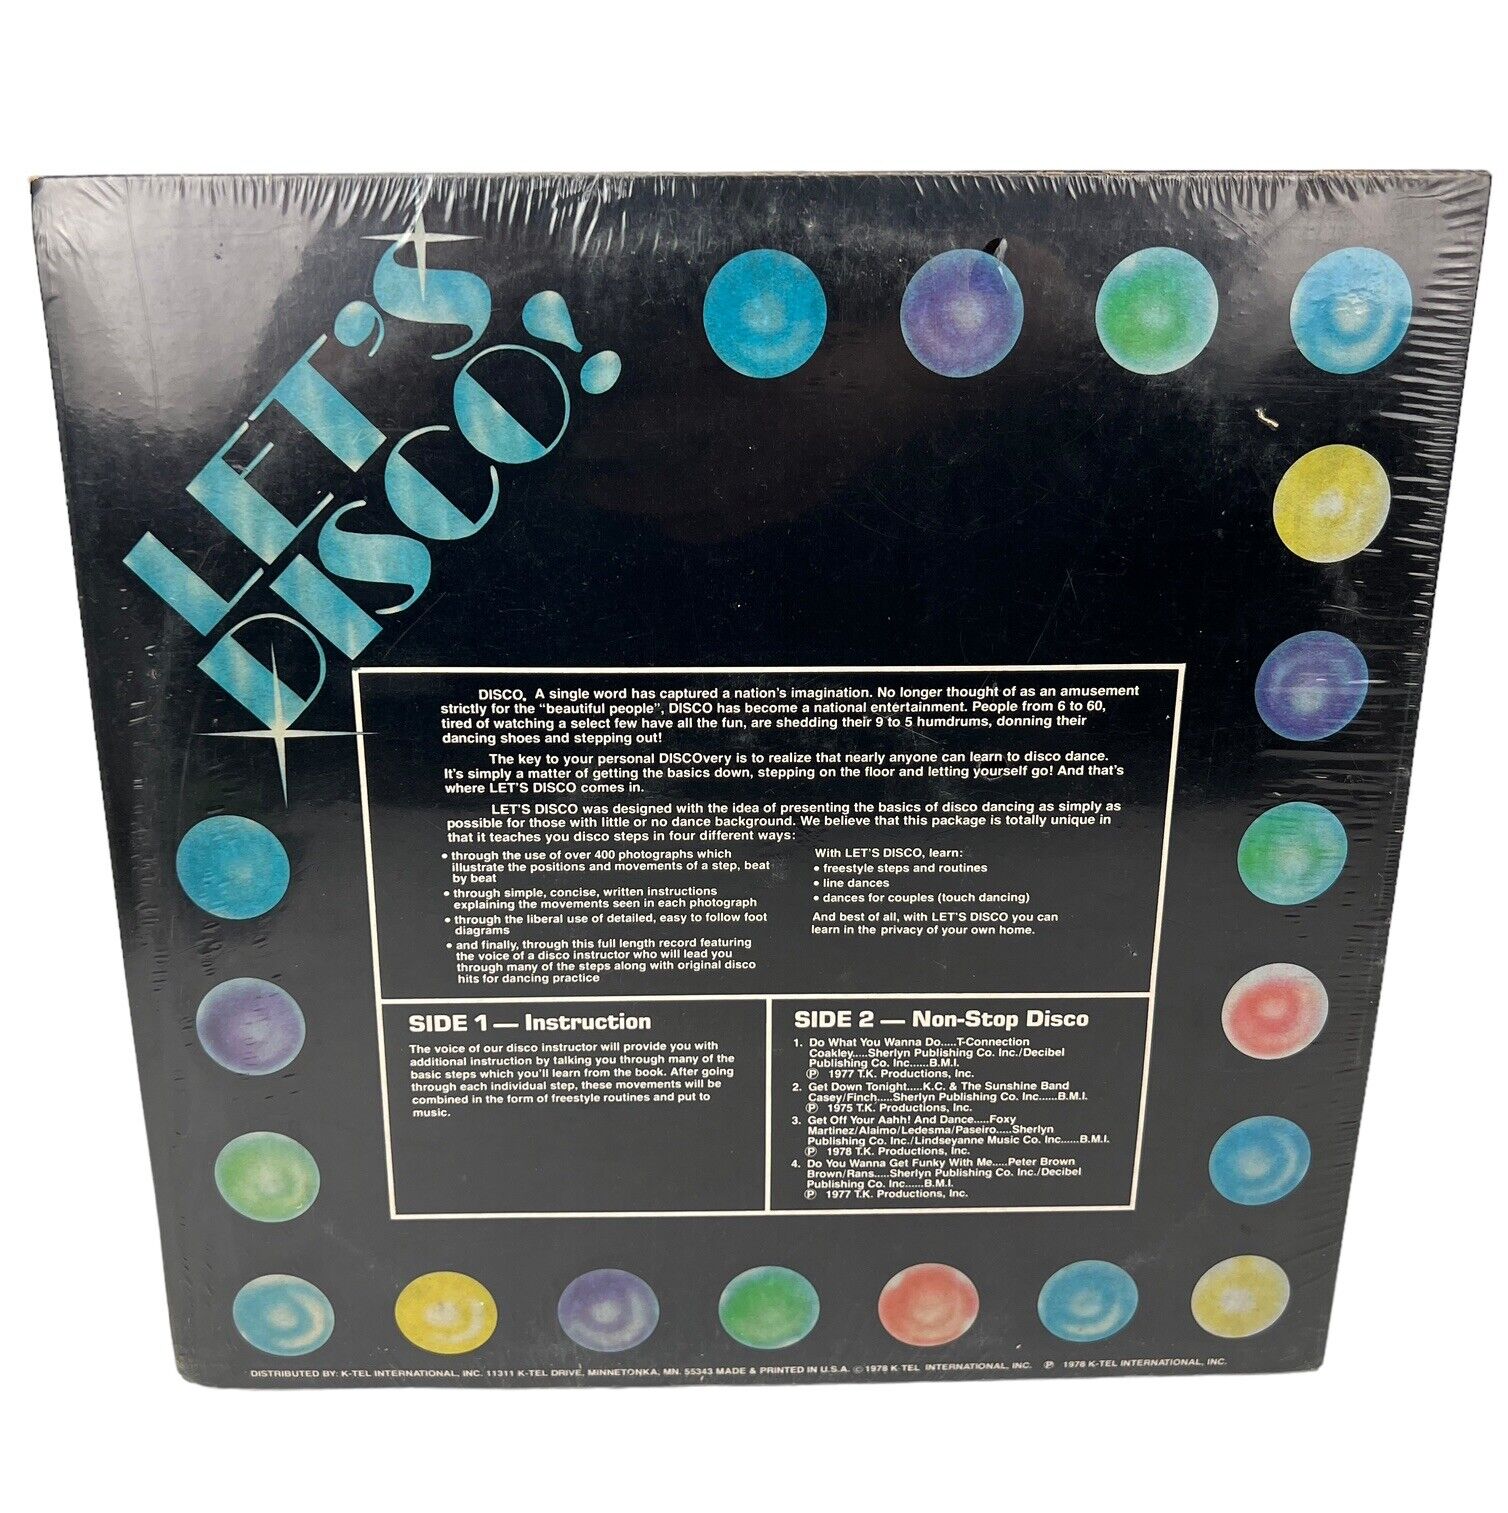 LET'S
DISCO!
DISCO. A single word has captured a nation's imagination. No longer thought of as an amusement
strictly for the "beautiful people", DISCO has become a national entertainment. People from 6 to 60,
tired of watching a select few have all the fun, are shedding their 9 to 5 humdrums, donning their
dancing shoes and stepping out!
The key to your personal DISCOvery is to realize that nearly anyone can learn to disco dance.
It's simply a matter of getting the basics down, stepping on the floor and letting yourself go! And that's
where LET'S DISCO comes in.
LET'S DISCO was designed with the idea of presenting the basics of disco dancing as simply as
possible for those with little or no dance background. We believe that this package is totally unique in
that it teaches you disco steps in four different ways:
• through the use of over 400 photographs which
illustrate the positions and movements of a step, beat
by beat
• through simple, concise, written instructions
explaining the movements seen in each photograph
• through the liberal use of detailed, easy to follow foot
diagrams
• and finally, through this full length record featuring
the voice of a disco instructor who will lead you
through many of the steps along with original disco
hits for dancing practice
With LET'S DISCO, learn:
• freestyle steps and routines
• line dances
• dances for couples (touch dancing)
And best of all, with LET'S DISCO you can
learn in the privacy of your own home.
SIDE 1 — Instruction
The voice of our disco instructor will provide you with
additional instruction by talking you through many of the
basic steps which you'll learn from the book. After going
through each individual step, these movements will be
combined in the form of freestyle routines and put to
music.
SIDE 2 — Non-Stop Disco
1. Do What You Wanna Do.....T-Connection
Coakley.....Sherlyn Publishing Co. Inc./Decibel
Publishing Co. Inc.....B.M.I.
Ⓟ 1977 T.K. Productions, Inc.
2. Get Down Tonight.....K.C. & The Sunshine Band
Casey/Finch.....Sherlyn Publishing Co. Inc.....B.M.I.
Ⓟ 1975 T.K. Productions, Inc.
3. Get Off Your Aahh! And Dance.....Foxy
Martinez/Alaimo/Ledesma/Paseiro.....Sherlyn
Publishing Co. Inc./Lindseyanne Music Co. Inc.....B.M.I.
Ⓟ 1978 T.K. Productions, Inc.
4. Do You Wanna Get Funky With Me.....Peter Brown
Brown/Rans.....Sherlyn Publishing Co. Inc./Decibel
Publishing Co. Inc......B.M.I.
Ⓟ 1977 T.K. Productions, Inc.
DISTRIBUTED BY: K-TEL INTERNATIONAL, INC. 11311 K-TEL DRIVE, MINNETONKA, MN. 55343 MADE & PRINTED IN U.S.A. © 1978 K-TEL INTERNATIONAL, INC. Ⓟ 1978 K-TEL INTERNATIONAL, INC.